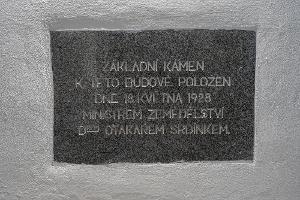 ZÁKLADNÍ KÁMEN
K TÉTO BUDOVĚ POLOŽEN
DNE 18. KVĚTNA 1928
MINISTREM ZEMĚDĚLSTVÍ
DREM OTAKAREM SRDÍNKEM.